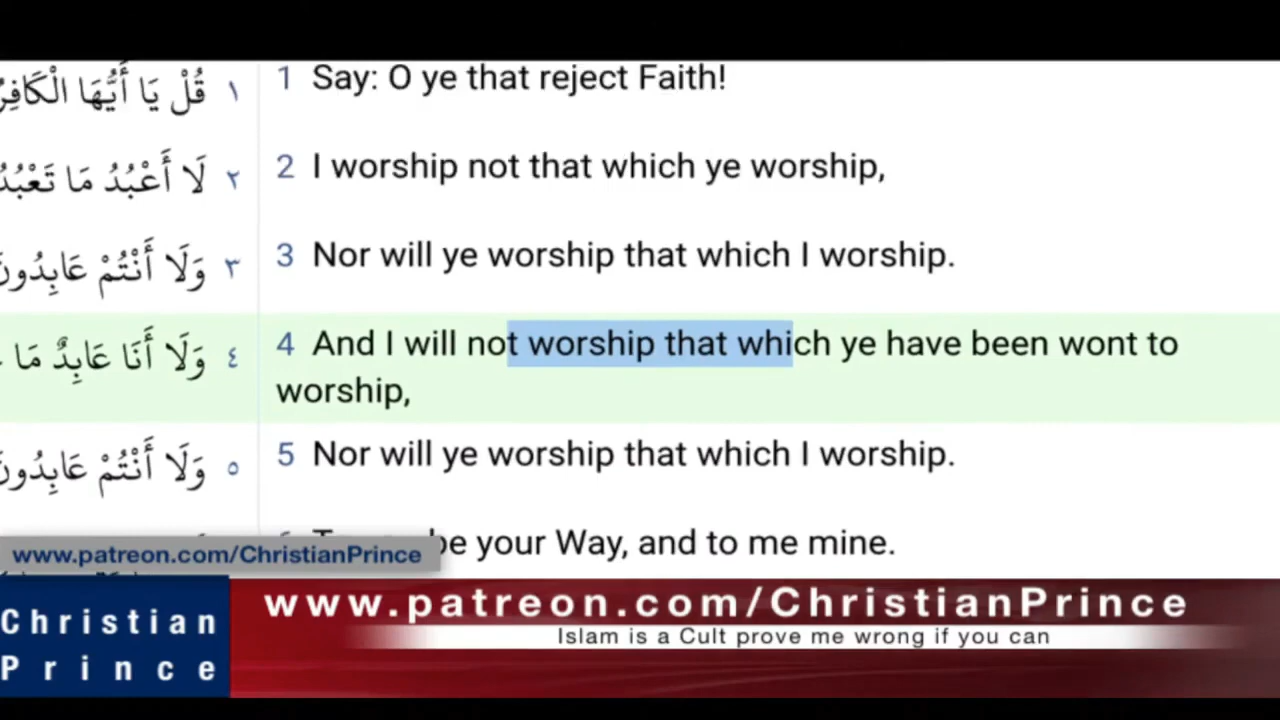 قُلْ يَا أَيُّهَا ١
1 Say: O ye that reject Faith!
لَا أَعْبُدُ مَا ٢
2 I worship not that which ye worship,
وَلَا أَنْتُمْ عَابِدُونَ ٣
3 Nor will ye worship that which I worship.
وَلَا أَنَا عَابِدٌ مَا ٤
4 And I will not worship that which ye have been wont to
worship,
وَلَا أَنْتُمْ عَابِدُونَ ٥
5 Nor will ye worship that which I worship.
be your Way, and to me mine.
www.patreon.com/ChristianPrince
Christian
Prince
www.patreon.com/ChristianPrince
Islam is a Cult prove me wrong if you can